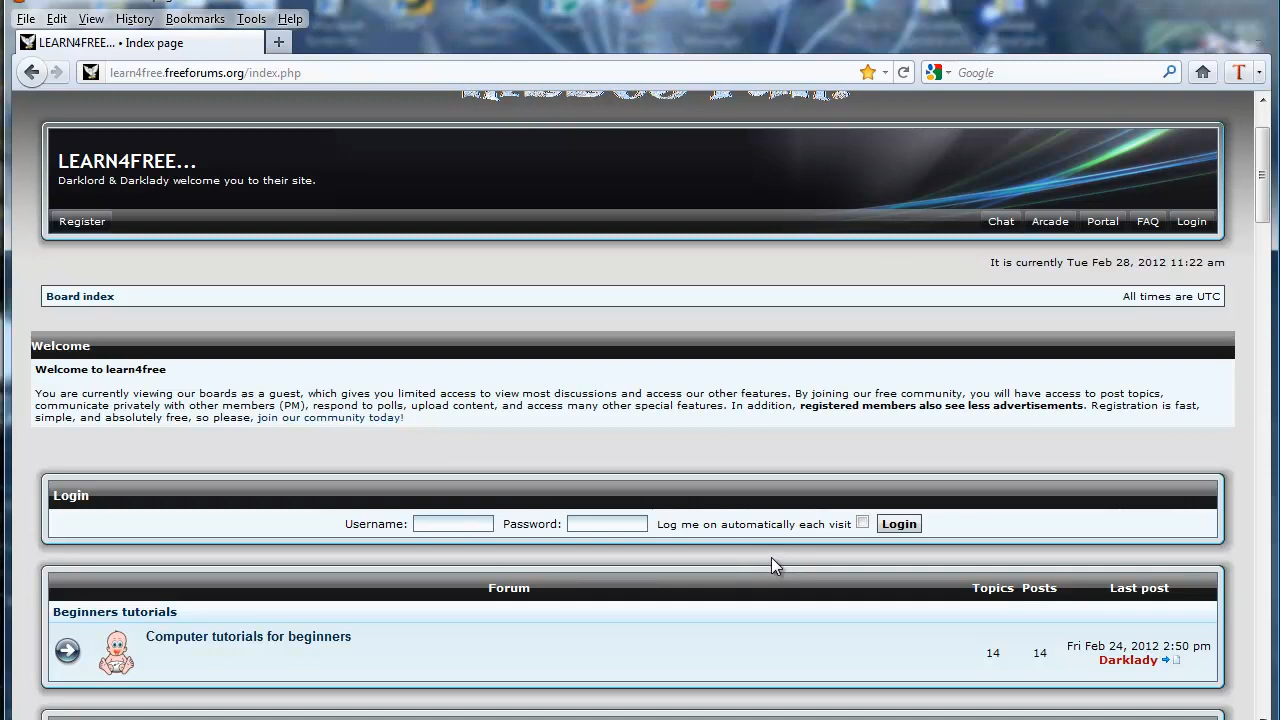 File Edit View History Bookmarks Tools Help
LEARN4FREE... • Index page
learn4free.freeforums.org/index.php
Google
LEARN4FREE...
Darklord & Darklady welcome you to their site.
Register Chat Arcade Portal FAQ Login
It is currently Tue Feb 28, 2012 11:22 am
Board index All times are UTC
Welcome
Welcome to learn4free
You are currently viewing our boards as a guest, which gives you limited access to view most discussions and access our other features. By joining our free community, you will have access to post topics,
communicate privately with other members (PM), respond to polls, upload content, and access many other special features. In addition, registered members also see less advertisements. Registration is fast,
simple, and absolutely free, so please, join our community today!
Login
Username: Password: Log me on automatically each visit Login
Forum Topics Posts Last post
Beginners tutorials
Computer tutorials for beginners
14 14 Fri Feb 24, 2012 2:50 pm
Darklady